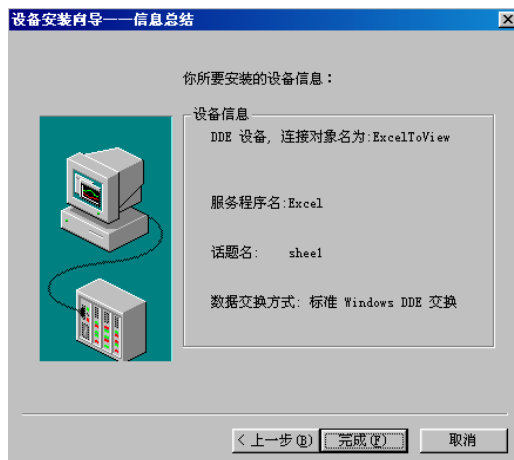 设备安装向导——信息总结
你所要安装的设备信息：
设备信息
DDE 设备, 连接对象名为:ExcelToView
服务程序名:Excel
话题名: shee1
数据交换方式: 标准 Windows DDE 交换
< 上一步(B) 完成(F) 取消